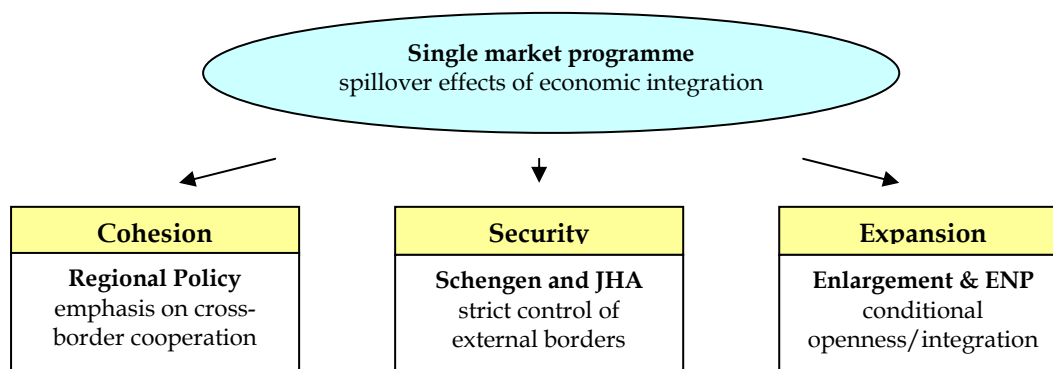 Single market programme
spillover effects of economic integration
Cohesion
Security
Expansion
Regional Policy
emphasis on cross-
border cooperation
Schengen and JHA
strict control of
external borders
Enlargement & ENP
conditional
openness/integration